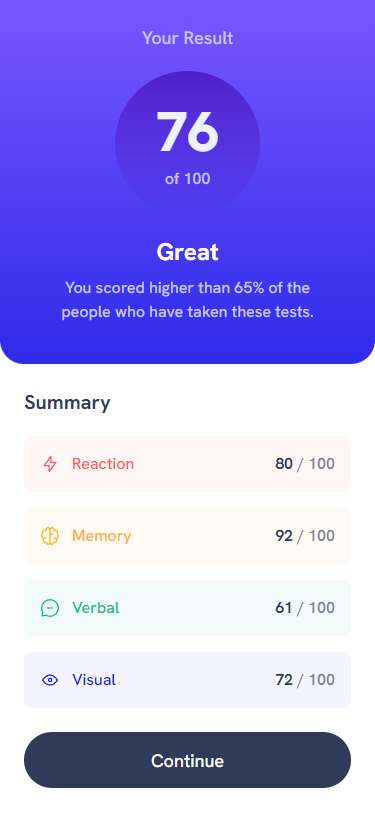 Your Result
76
of 100
Great
You scored higher than 65% of the
people who have taken these tests.
Summary
Reaction 80 / 100
Memory 92 / 100
Verbal 61 / 100
Visual 72 / 100
Continue